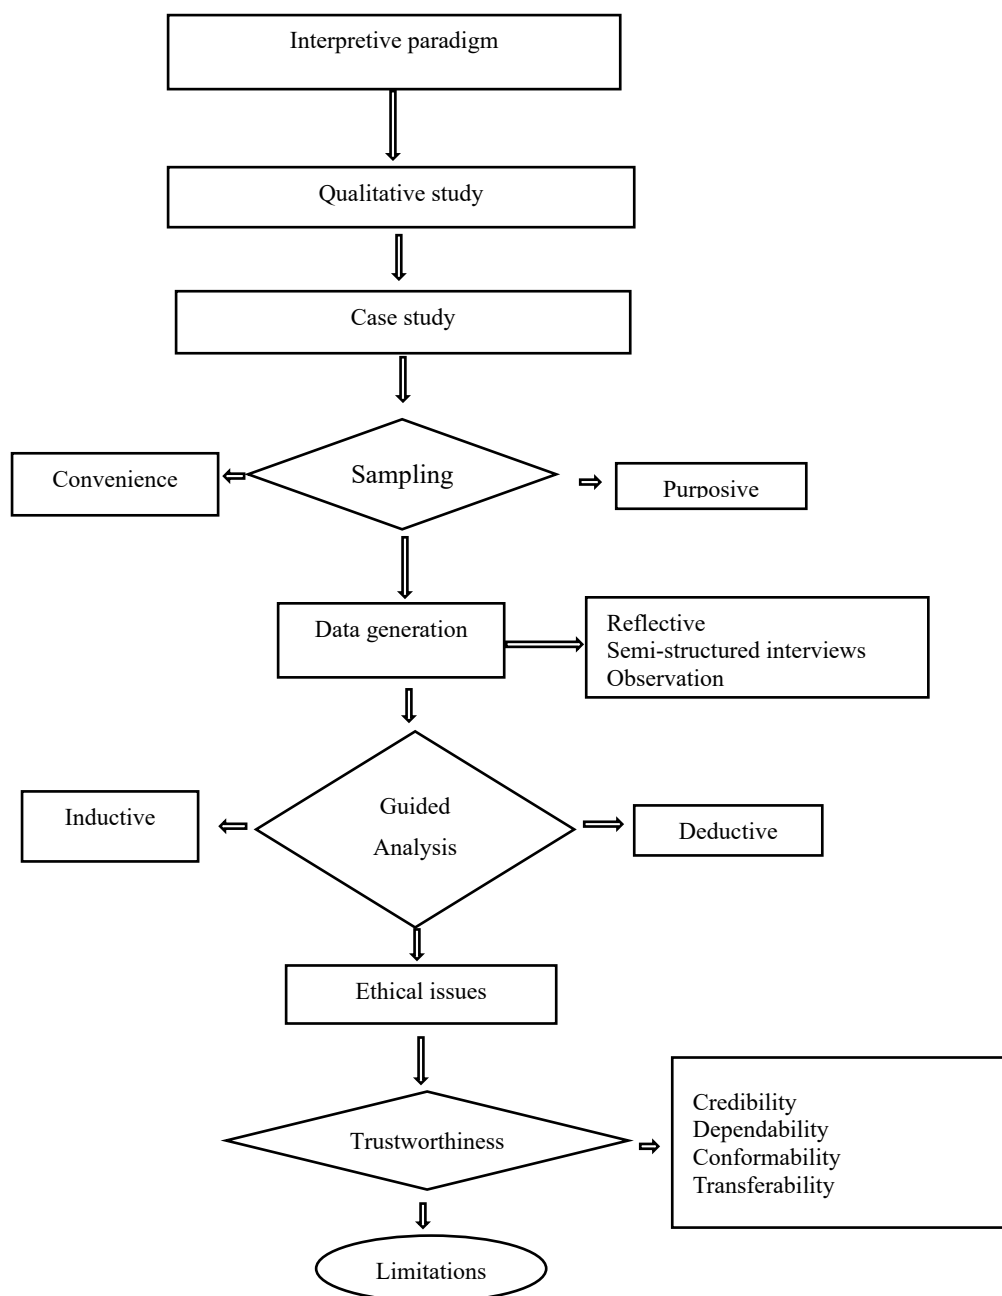 Interpretive paradigm
Qualitative study
Case study
Convenience
Sampling
Purposive
Data generation
Reflective
Semi-structured interviews
Observation
Inductive
Guided
Analysis
Deductive
Ethical issues
Trustworthiness
Credibility
Dependability
Conformability
Transferability
Limitations